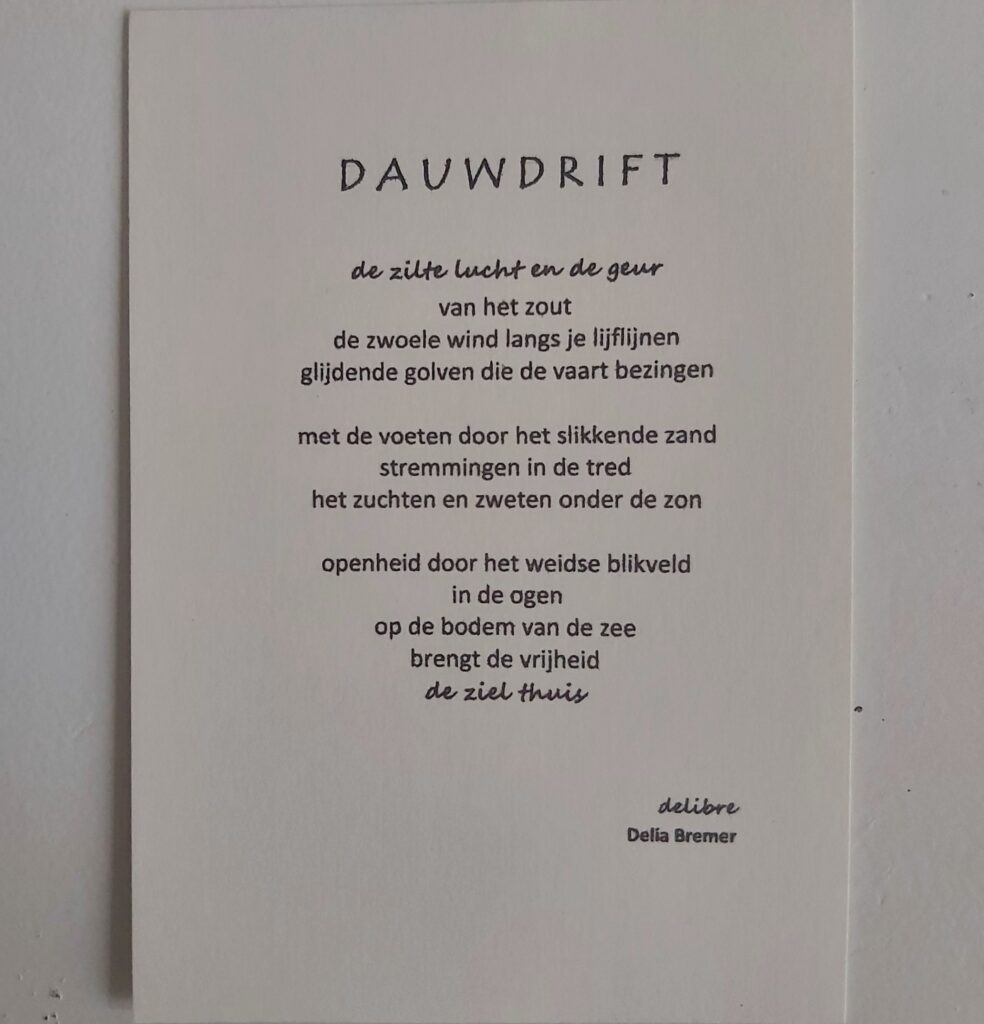 DAUWDRIFT
de zilte lucht en de geur
van het zout
de zwoele wind langs je lijflijnen
glijdende golven die de vaart bezingen
met de voeten door het slikkende zand
stremmingen in de tred
het zuchten en zweten onder de zon
openheid door het weidse blikveld
in de ogen
op de bodem van de zee
brengt de vrijheid
de ziel thuis
delibre
Delia Bremer